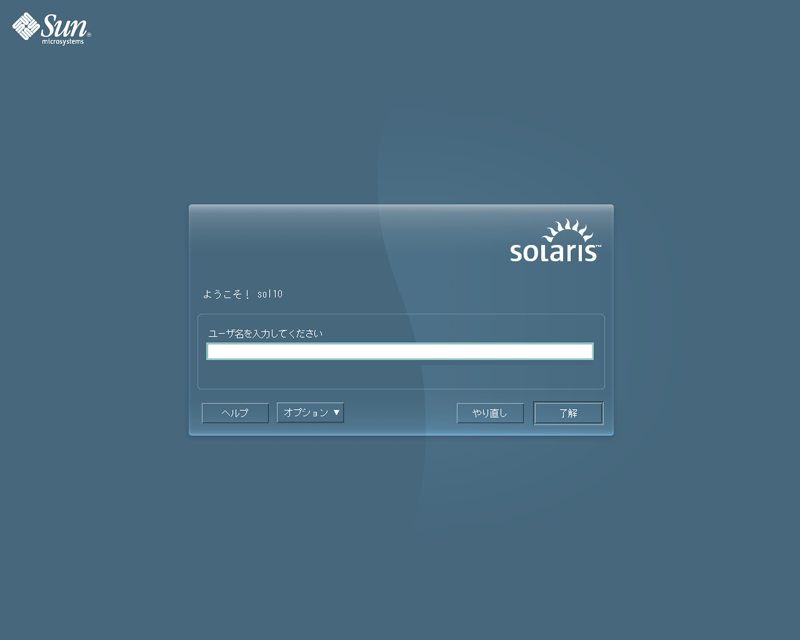 Sun®
microsystems
solaris™
ようこそ! sol10
ユーザ名を入力してください
ヘルプ
オプション ▼
やり直し
了解